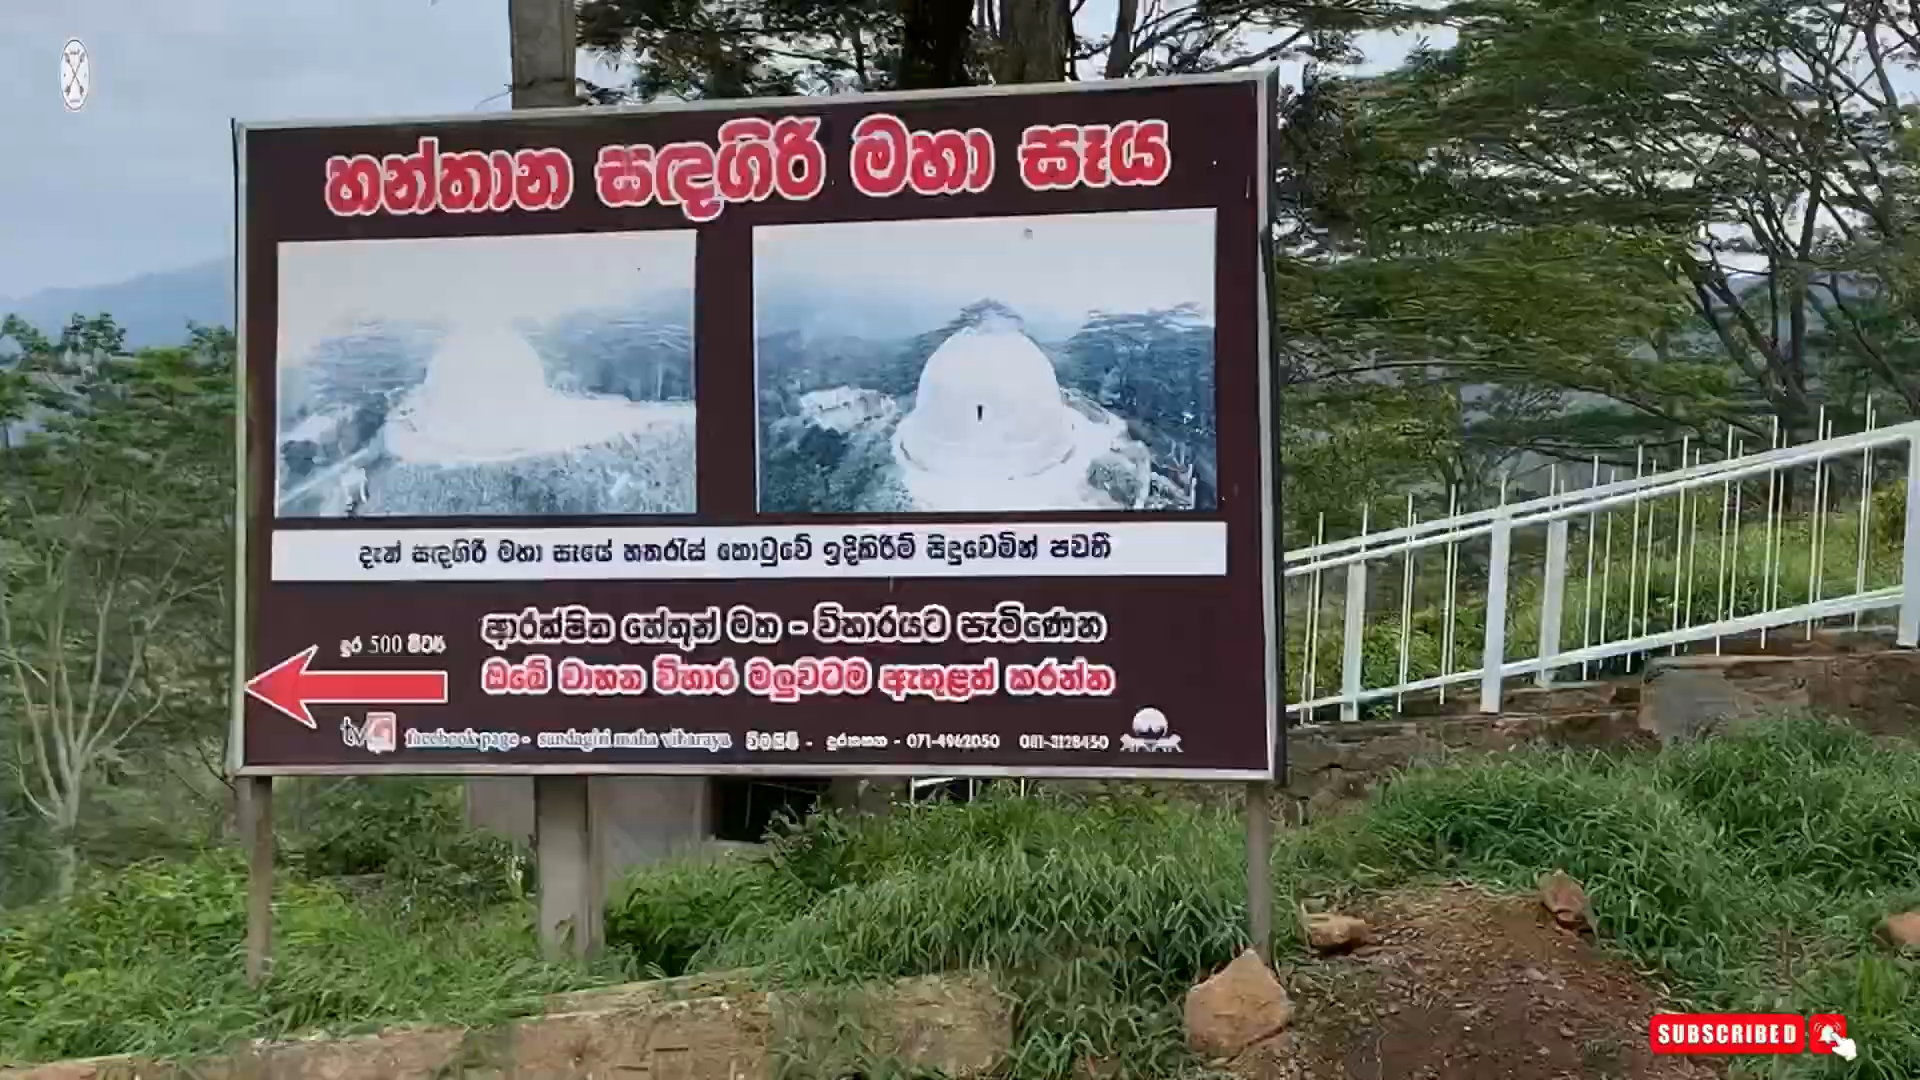 හන්තාන සඳගිරි මහා සෑය
දැන් සඳගිරි මහා සෑයේ හතරැස් කොටුවේ ඉදිකිරීම් සිදුවෙමින් පවතී
දුර 500 මීටර්
ආරක්ෂිත හේතුන් මත - විහාරයට පැමිණෙන
ඔබේ වාහන විහාර මලුවටම ඇතුළත් කරන්න
facebook page - sandagiri maha viharaya විමසීම් - දුරකතන - 071-4962050 081-3128450
SUBSCRIBED